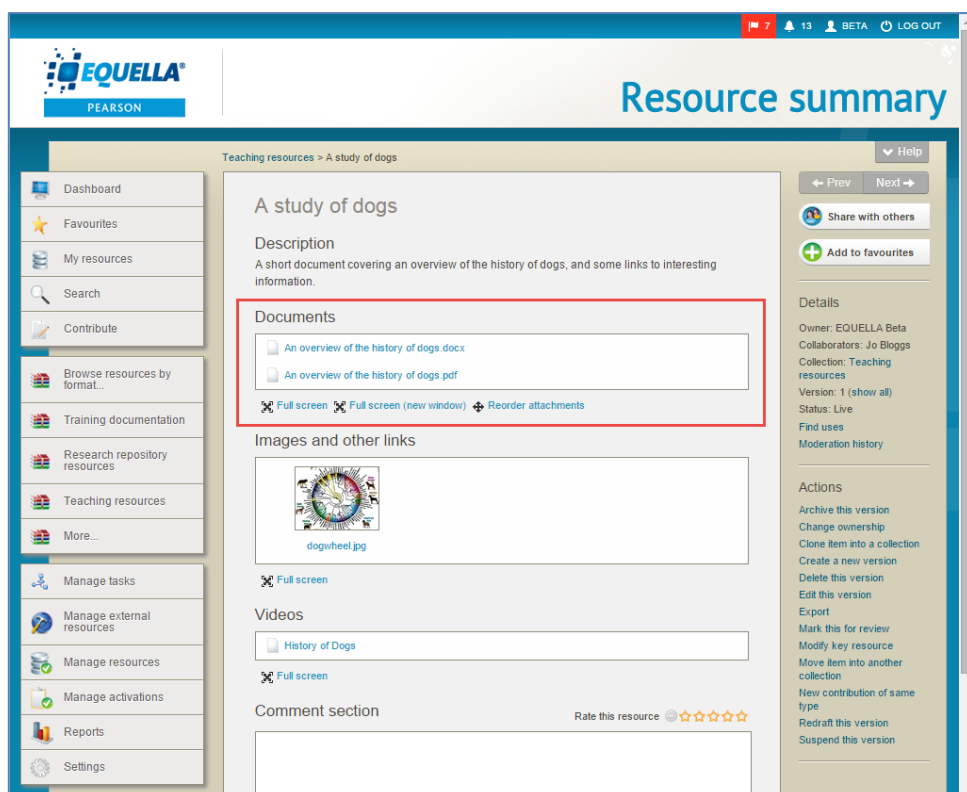 7 13 BETA LOG OUT
EQUELLA®
PEARSON
Resource summary
Teaching resources > A study of dogs
Help
Dashboard
Favourites
My resources
Search
Contribute
Browse resources by
format...
Training documentation
Research repository
resources
Teaching resources
More...
Manage tasks
Manage external
resources
Manage resources
Manage activations
Reports
Settings
A study of dogs
Description
A short document covering an overview of the history of dogs, and some links to interesting
information.
Documents
An overview of the history of dogs.docx
An overview of the history of dogs.pdf
Full screen Full screen (new window) Reorder attachments
Images and other links
dogwheel.jpg
Full screen
Videos
History of Dogs
Full screen
Comment section
Rate this resource
← Prev Next →
Share with others
Add to favourites
Details
Owner: EQUELLA Beta
Collaborators: Jo Bloggs
Collection: Teaching
resources
Version: 1 (show all)
Status: Live
Find uses
Moderation history
Actions
Archive this version
Change ownership
Clone item into a collection
Create a new version
Delete this version
Edit this version
Export
Mark this for review
Modify key resource
Move item into another
collection
New contribution of same
type
Redraft this version
Suspend this version